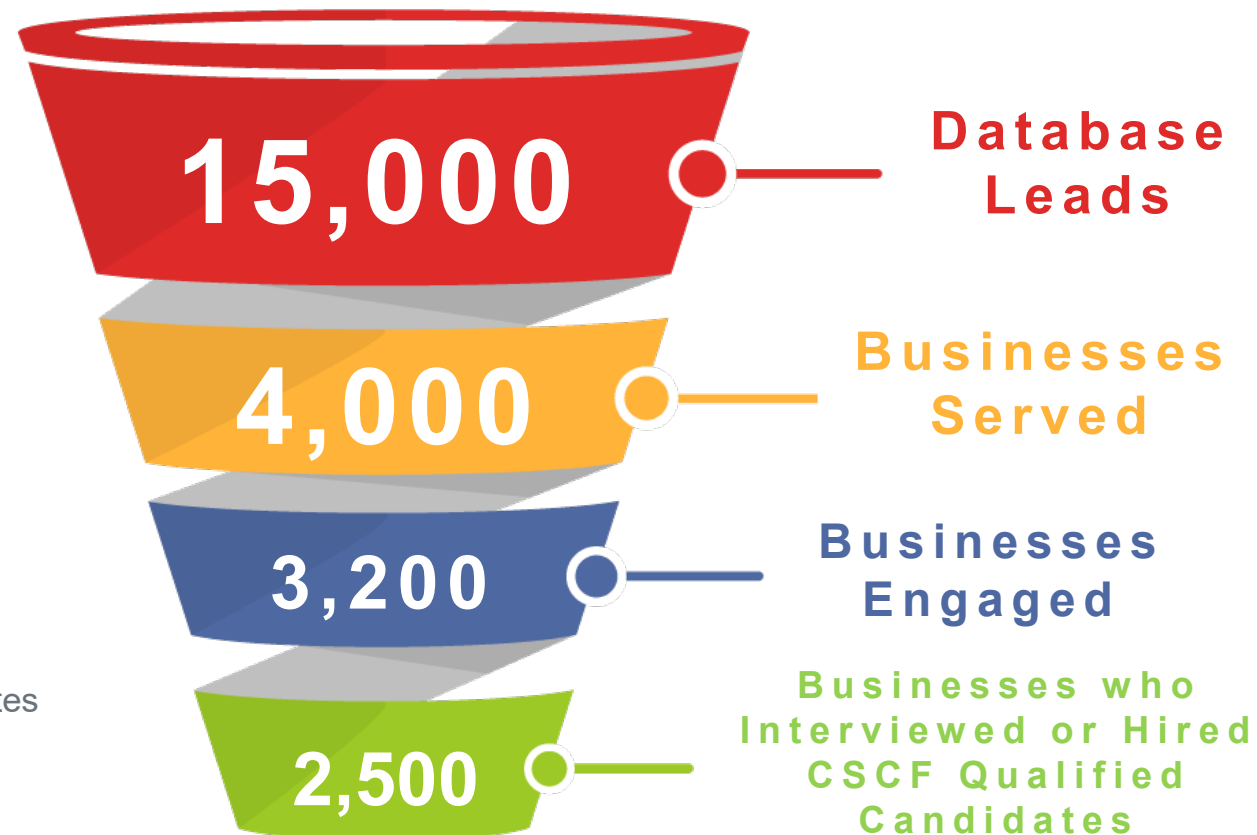 15,000
Database
Leads
4,000
Businesses
Served
3,200
Businesses
Engaged
2,500
Businesses who
Interviewed or Hired
CSCF Qualified
Candidates